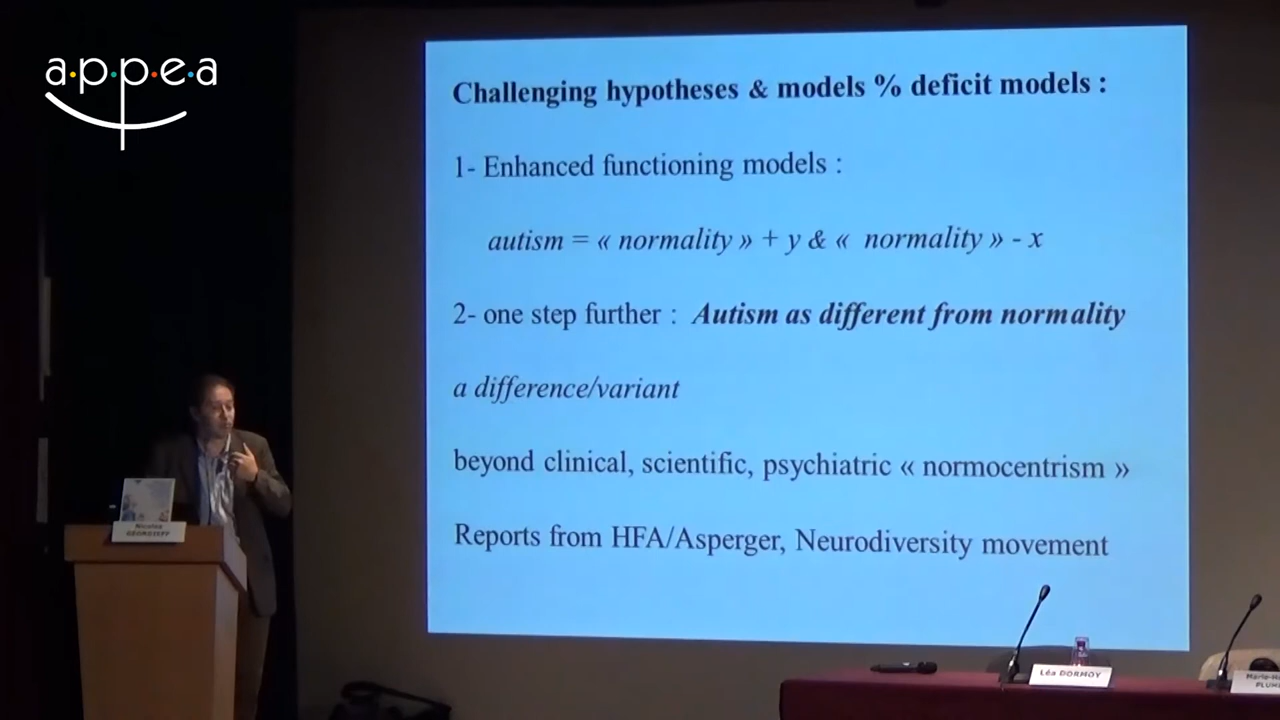 a.p.p.e.a
Challenging hypotheses & models % deficit models :
1- Enhanced functioning models :
autism = « normality » + y & « normality » - x
2- one step further : Autism as different from normality
a difference/variant
beyond clinical, scientific, psychiatric « normocentrism »
Reports from HFA/Asperger, Neurodiversity movement
Nicolas
GEORGIEFF
Léa DORMOY